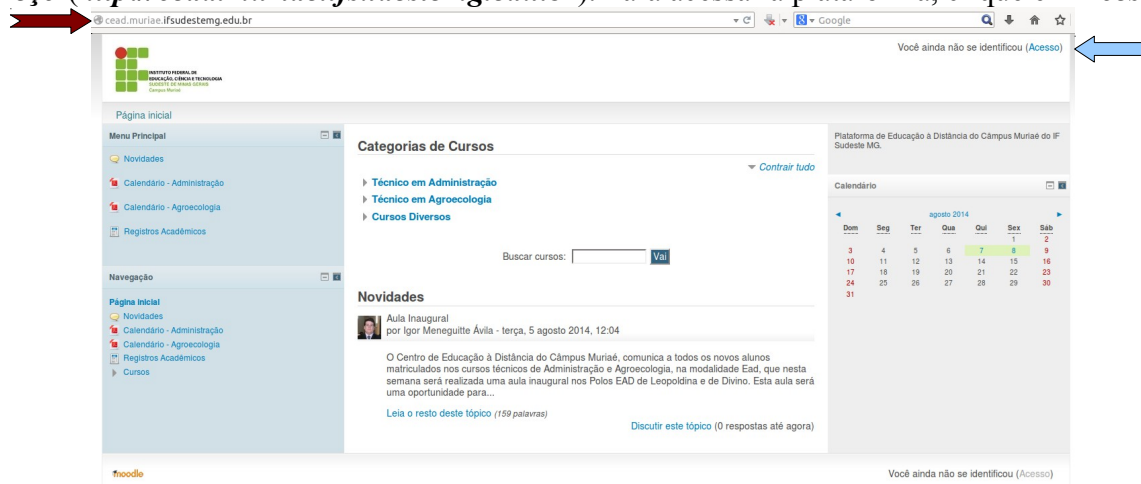 cead.muriae.ifsudestemg.edu.br
Google
Você ainda não se identificou (Acesso)
INSTITUTO FEDERAL DE
EDUCAÇÃO, CIÊNCIA E TECNOLOGIA
SUDESTE DE MINAS GERAIS
Campus Muriaé
Página inicial
Menu Principal
Novidades
Calendário - Administração
Calendário - Agroecologia
Registros Acadêmicos
Navegação
Página inicial
Novidades
Calendário - Administração
Calendário - Agroecologia
Registros Acadêmicos
Cursos
Categorias de Cursos
Contrair tudo
Técnico em Administração
Técnico em Agroecologia
Cursos Diversos
Buscar cursos: Vai
Novidades
Aula Inaugural
por Igor Meneguitte Ávila - terça, 5 agosto 2014, 12:04
O Centro de Educação à Distância do Câmpus Muriaé, comunica a todos os novos alunos
matriculados nos cursos técnicos de Administração e Agroecologia, na modalidade Ead, que nesta
semana será realizada uma aula inaugural nos Polos EAD de Leopoldina e de Divino. Esta aula será
uma oportunidade para...
Leia o resto deste tópico (159 palavras)
Discutir este tópico (0 respostas até agora)
Plataforma de Educação à Distância do Câmpus Muriaé do IF
Sudeste MG.
Calendário
agosto 2014
Dom Seg Ter Qua Qui Sex Sáb
1 2
3 4 5 6 7 8 9
10 11 12 13 14 15 16
17 18 19 20 21 22 23
24 25 26 27 28 29 30
31
moodle
Você ainda não se identificou (Acesso)